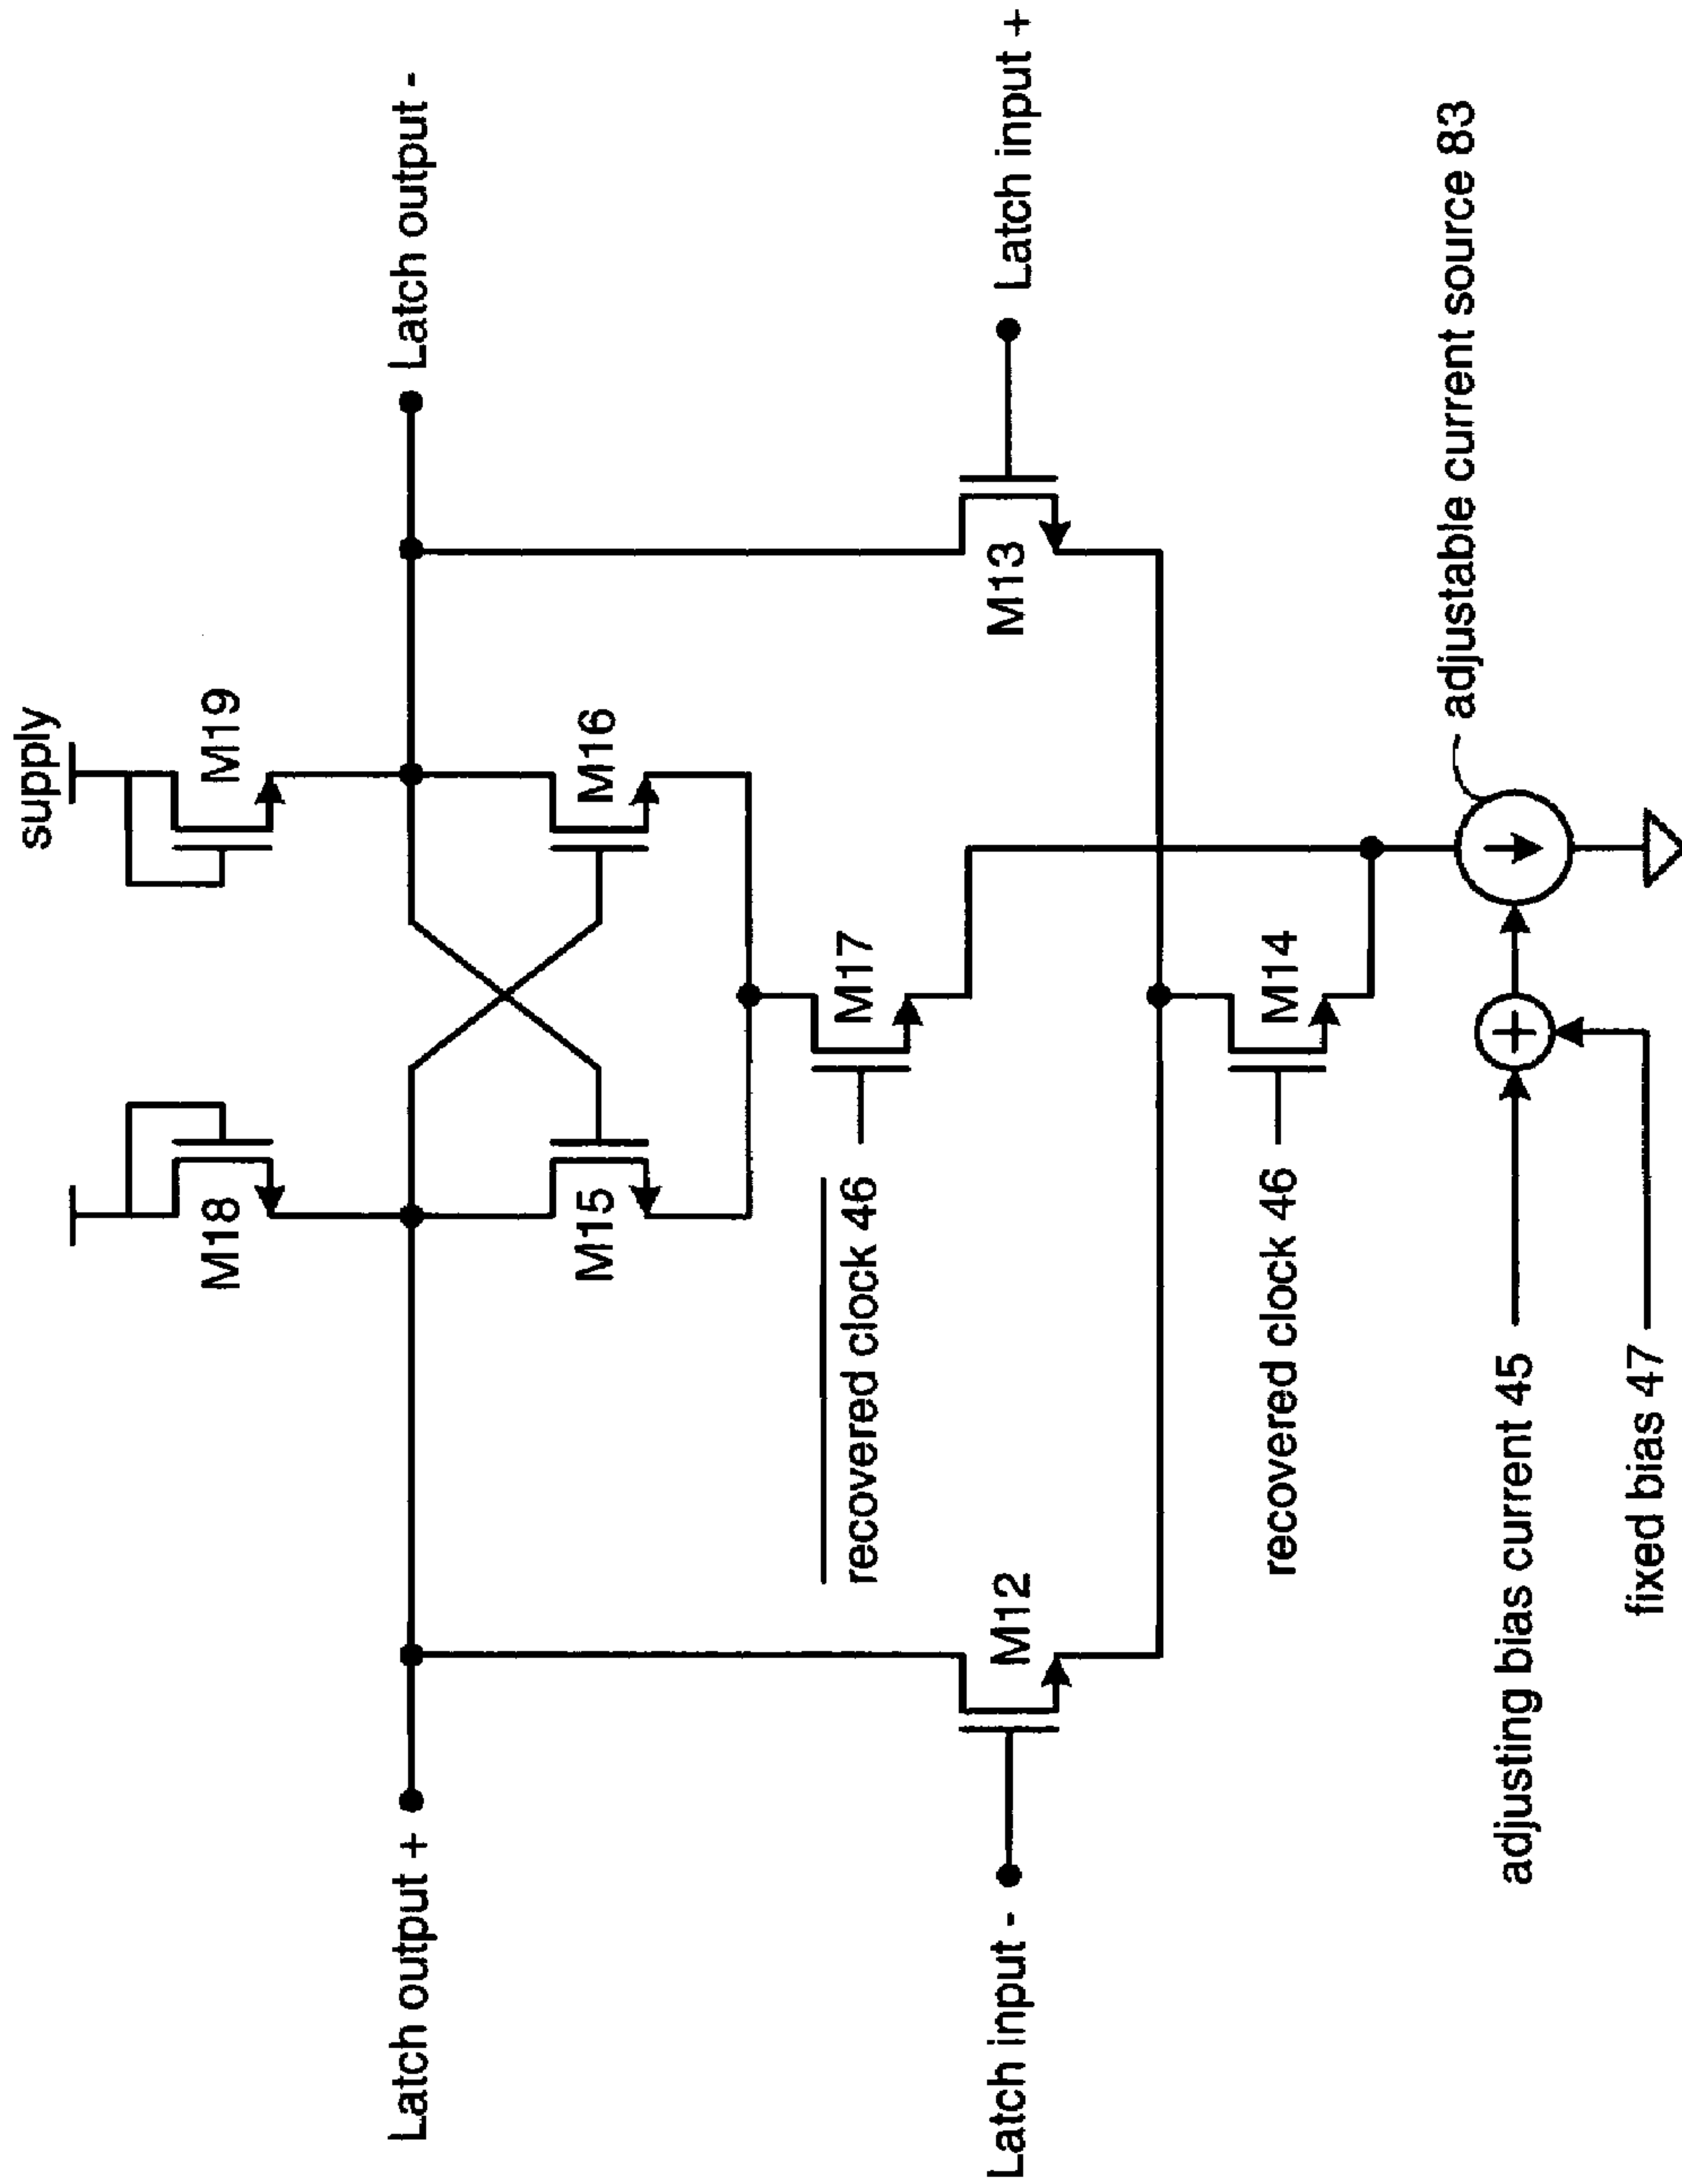 supply
M18
M19
Latch output +
Latch output -
M15
M16
recovered clock 46
M17
Latch input -
M12
M13
Latch input +
recovered clock 46
M14
adjustable current source 83
adjusting bias current 45
+
fixed bias 47